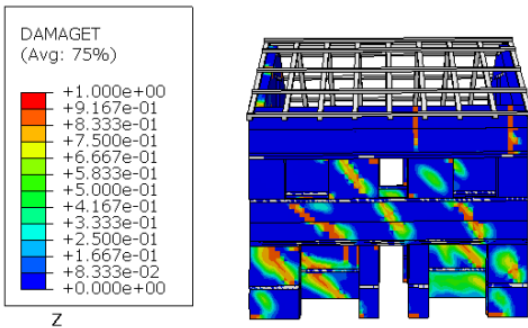 DAMAGET
(Avg: 75%)
+1.000e+00
+9.167e-01
+8.333e-01
+7.500e-01
+6.667e-01
+5.833e-01
+5.000e-01
+4.167e-01
+3.333e-01
+2.500e-01
+1.667e-01
+8.333e-02
+0.000e+00
Z